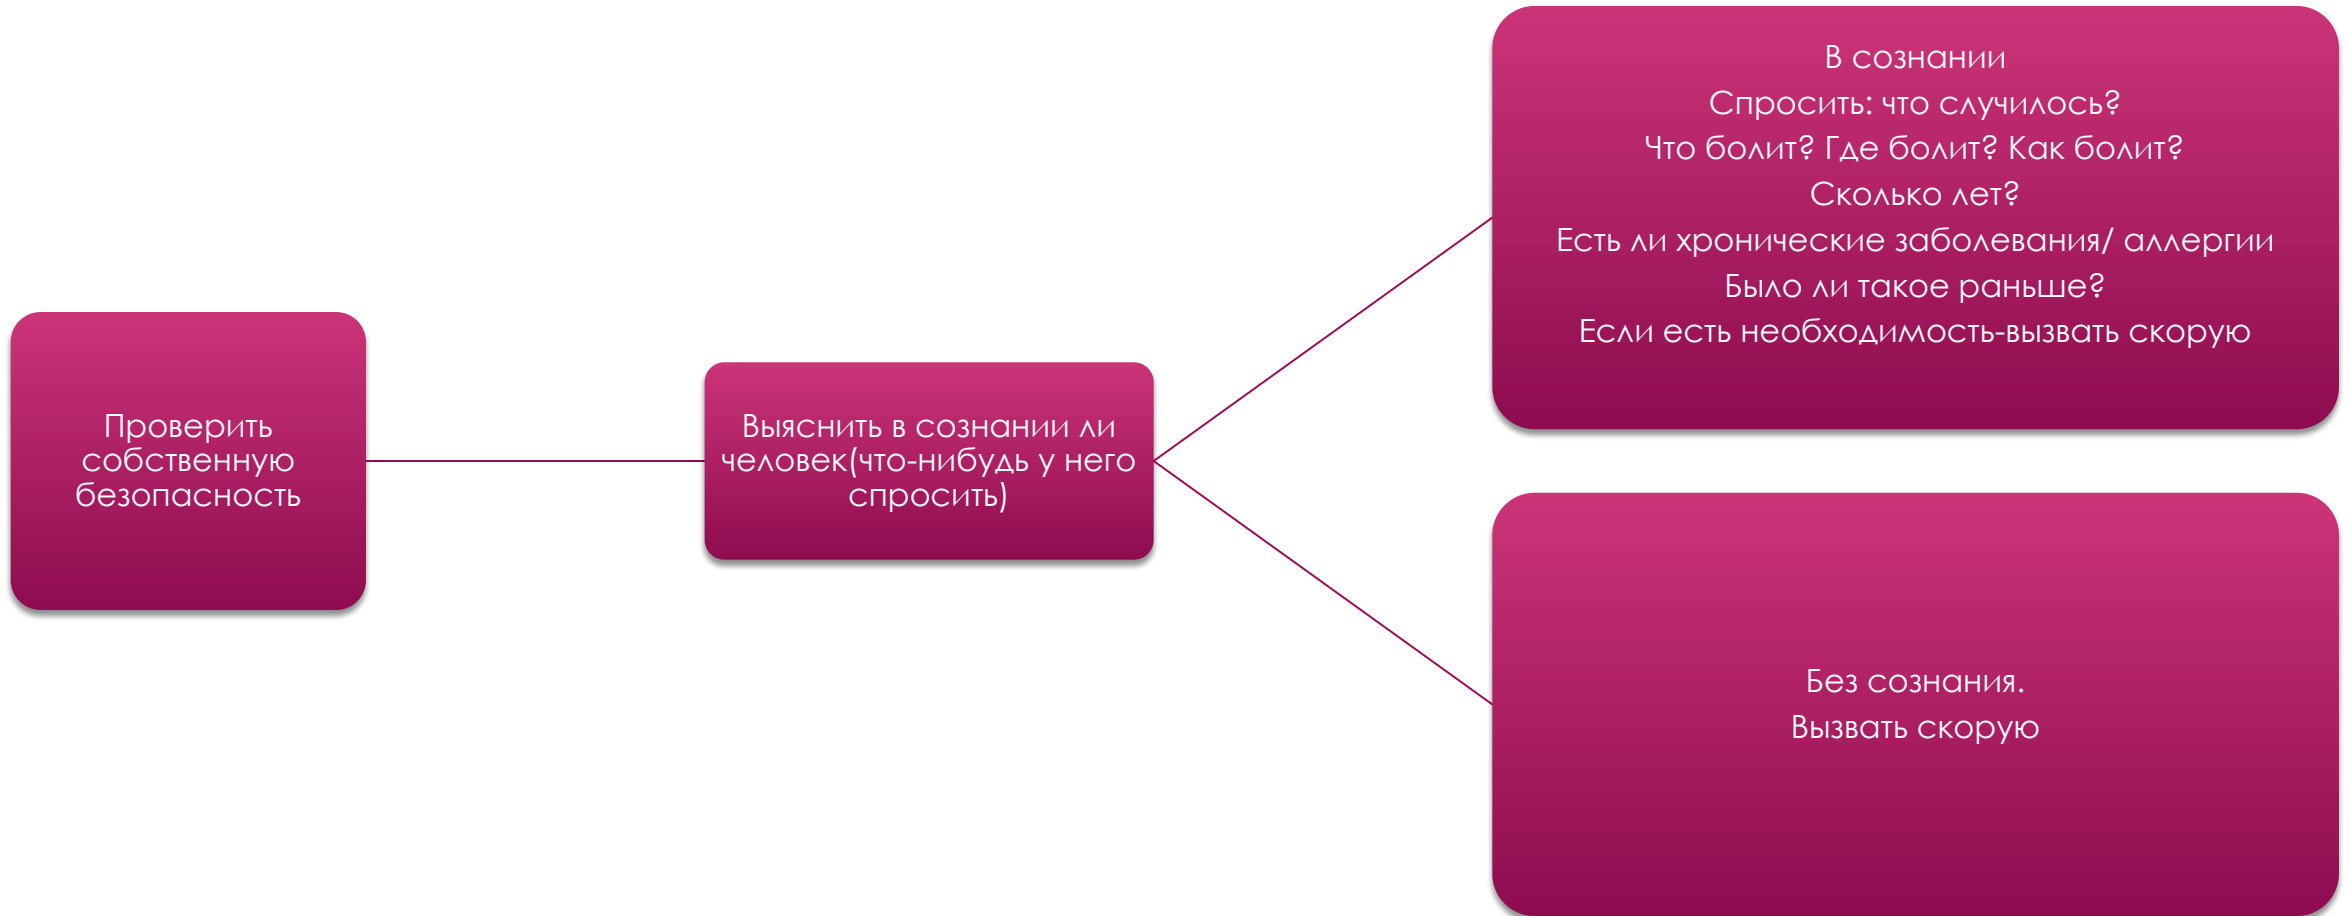 Проверить
собственную
безопасность
Выяснить в сознании ли
человек(что-нибудь у него
спросить)
В сознании
Спросить: что случилось?
Что болит? Где болит? Как болит?
Сколько лет?
Есть ли хронические заболевания/ аллергии
Было ли такое раньше?
Если есть необходимость-вызвать скорую
Без сознания.
Вызвать скорую